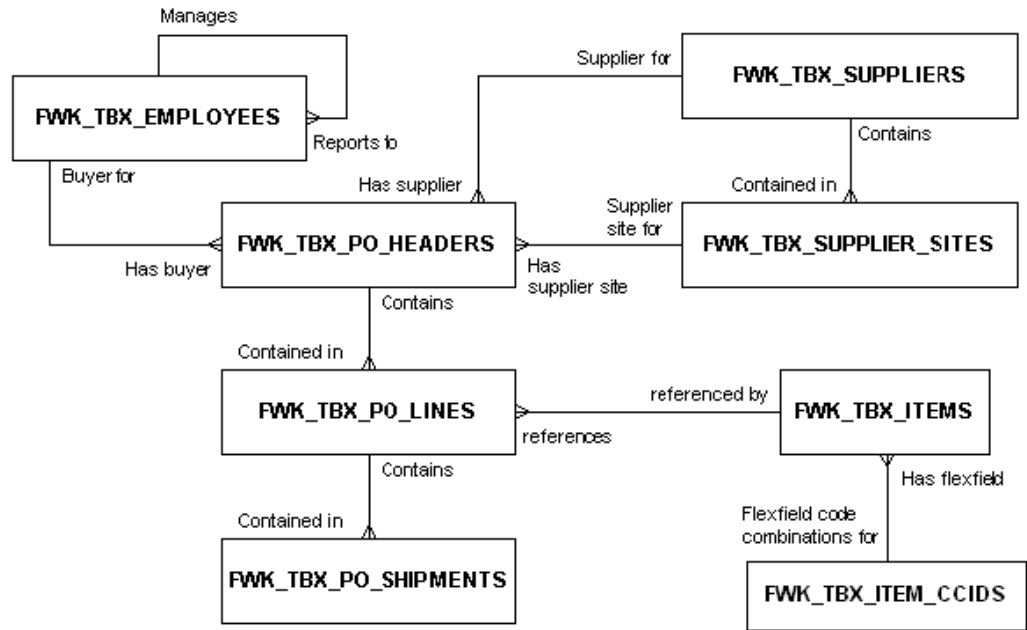 Manages
Supplier for
FWK_TBX_SUPPLIERS
FWK_TBX_EMPLOYEES
Reports to
Contains
Buyer for
Has supplier
Contained in
Supplier
site for
FWK_TBX_PO_HEADERS
FWK_TBX_SUPPLIER_SITES
Has buyer
Has
supplier site
Contains
Contained in
referenced by
FWK_TBX_PO_LINES
FWK_TBX_ITEMS
references
Contains
Has flexfield
Contained in
Flexfield code
combinations for
FWK_TBX_PO_SHIPMENTS
FWK_TBX_ITEM_CCIDS